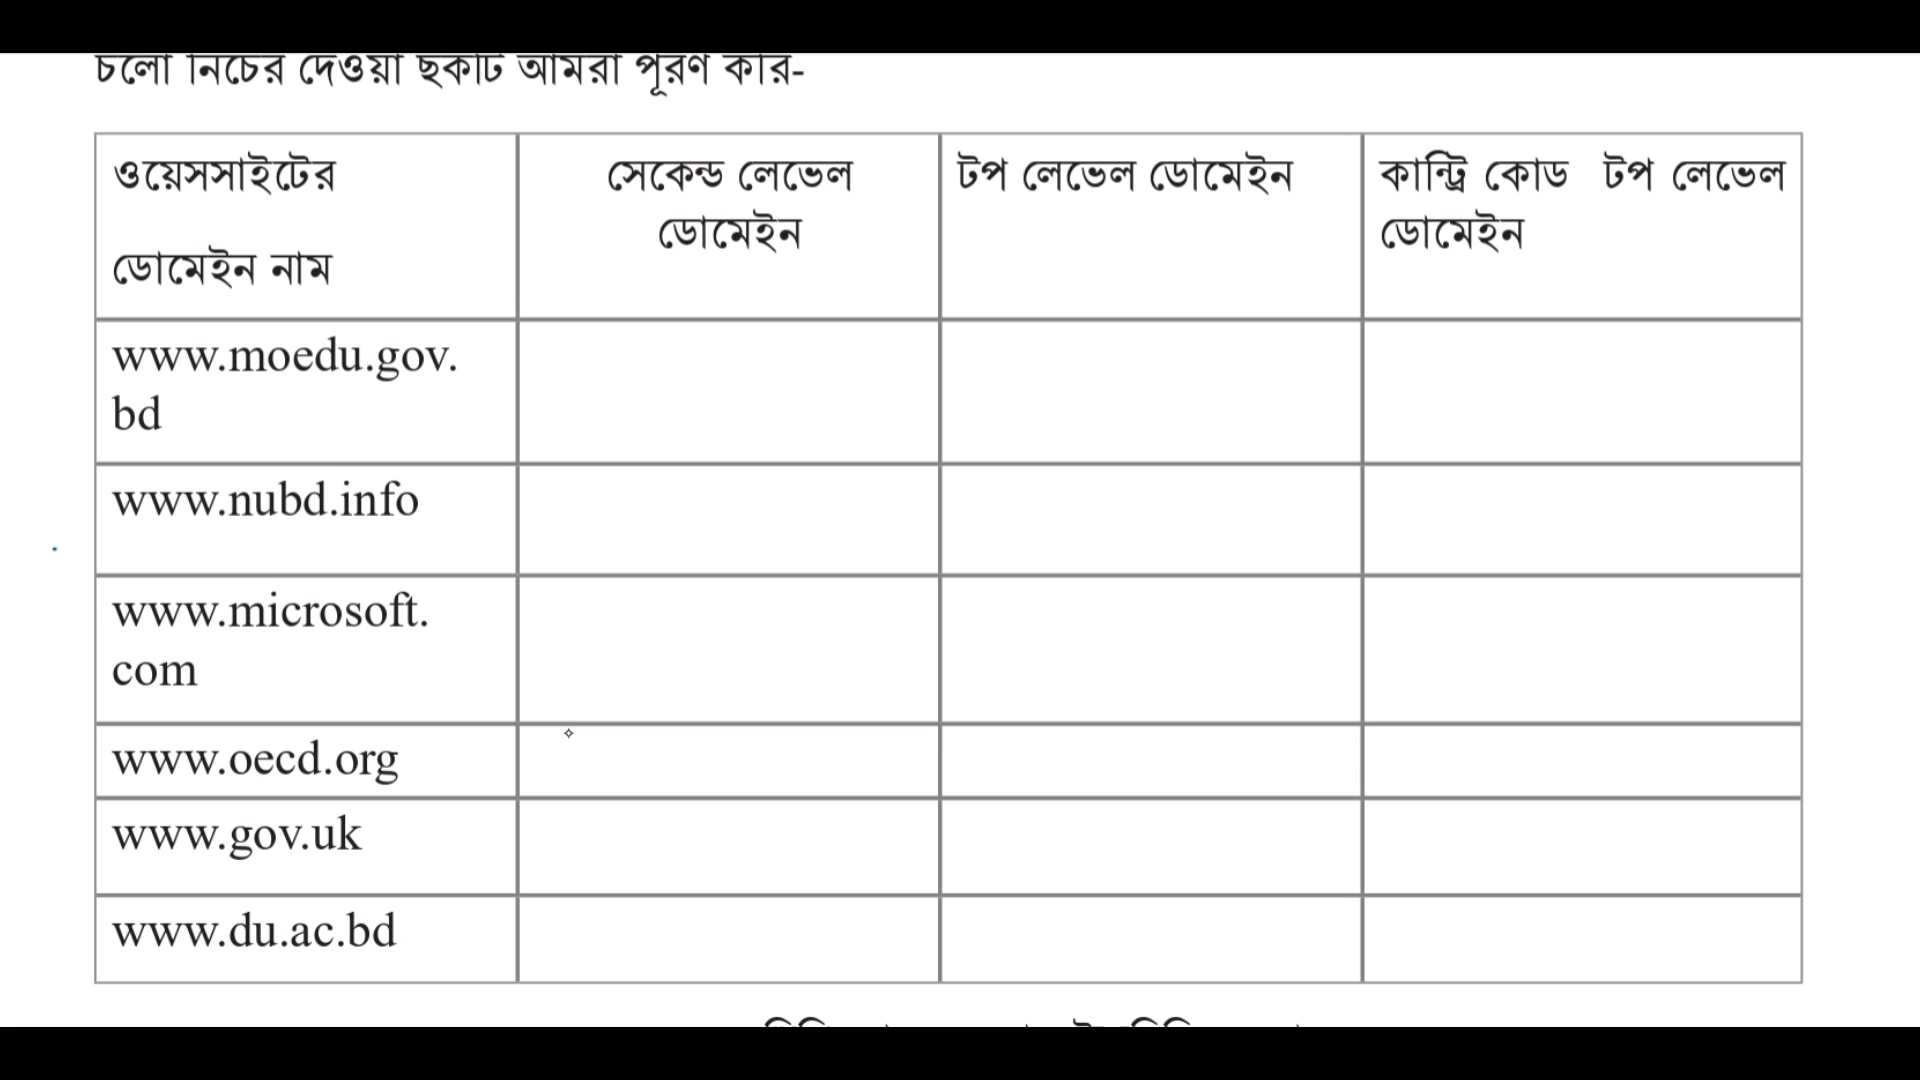 চলো নিচের দেওয়া ছকটি আমরা পূরণ করি-
ওয়েসসাইটের
ডোমেইন নাম
সেকেন্ড লেভেল
ডোমেইন
টপ লেভেল ডোমেইন
কান্ট্রি কোড টপ লেভেল
ডোমেইন
www.moedu.gov.
bd
www.nubd.info
www.microsoft.
com
www.oecd.org
www.gov.uk
www.du.ac.bd